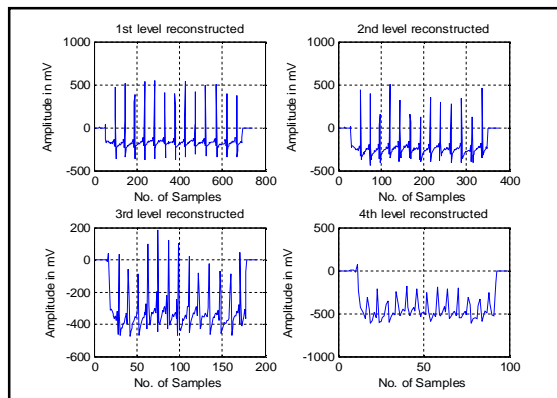 1st level reconstructed
1000
500
0
-500
Amplitude in mV
0 200 400 600 800
No. of Samples
2nd level reconstructed
1000
500
0
-500
Amplitude in mV
0 100 200 300 400
No. of Samples
3rd level reconstructed
200
0
-200
-400
-600
Amplitude in mV
0 50 100 150 200
No. of Samples
4th level reconstructed
500
0
-500
-1000
Amplitude in mV
0 50 100
No. of Samples